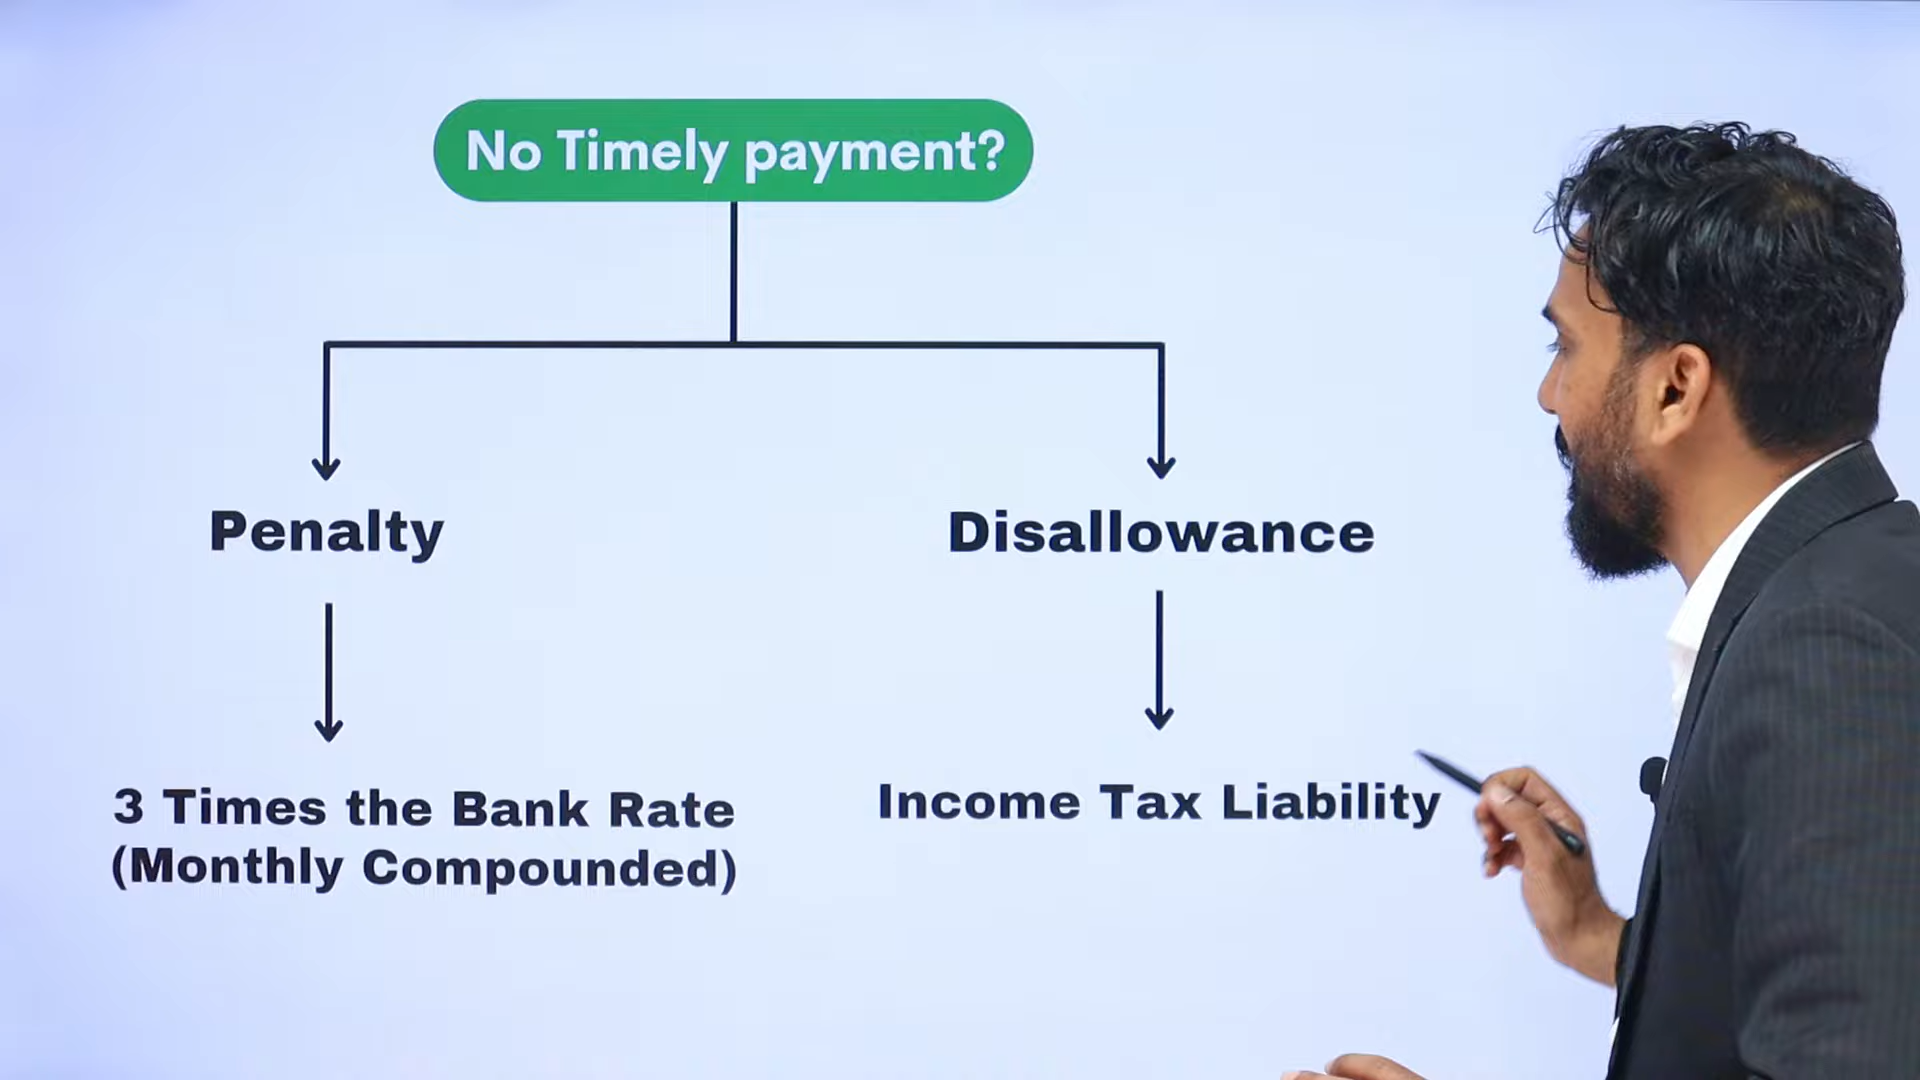 No Timely payment?
Penalty
Disallowance
3 Times the Bank Rate
(Monthly Compounded)
Income Tax Liability